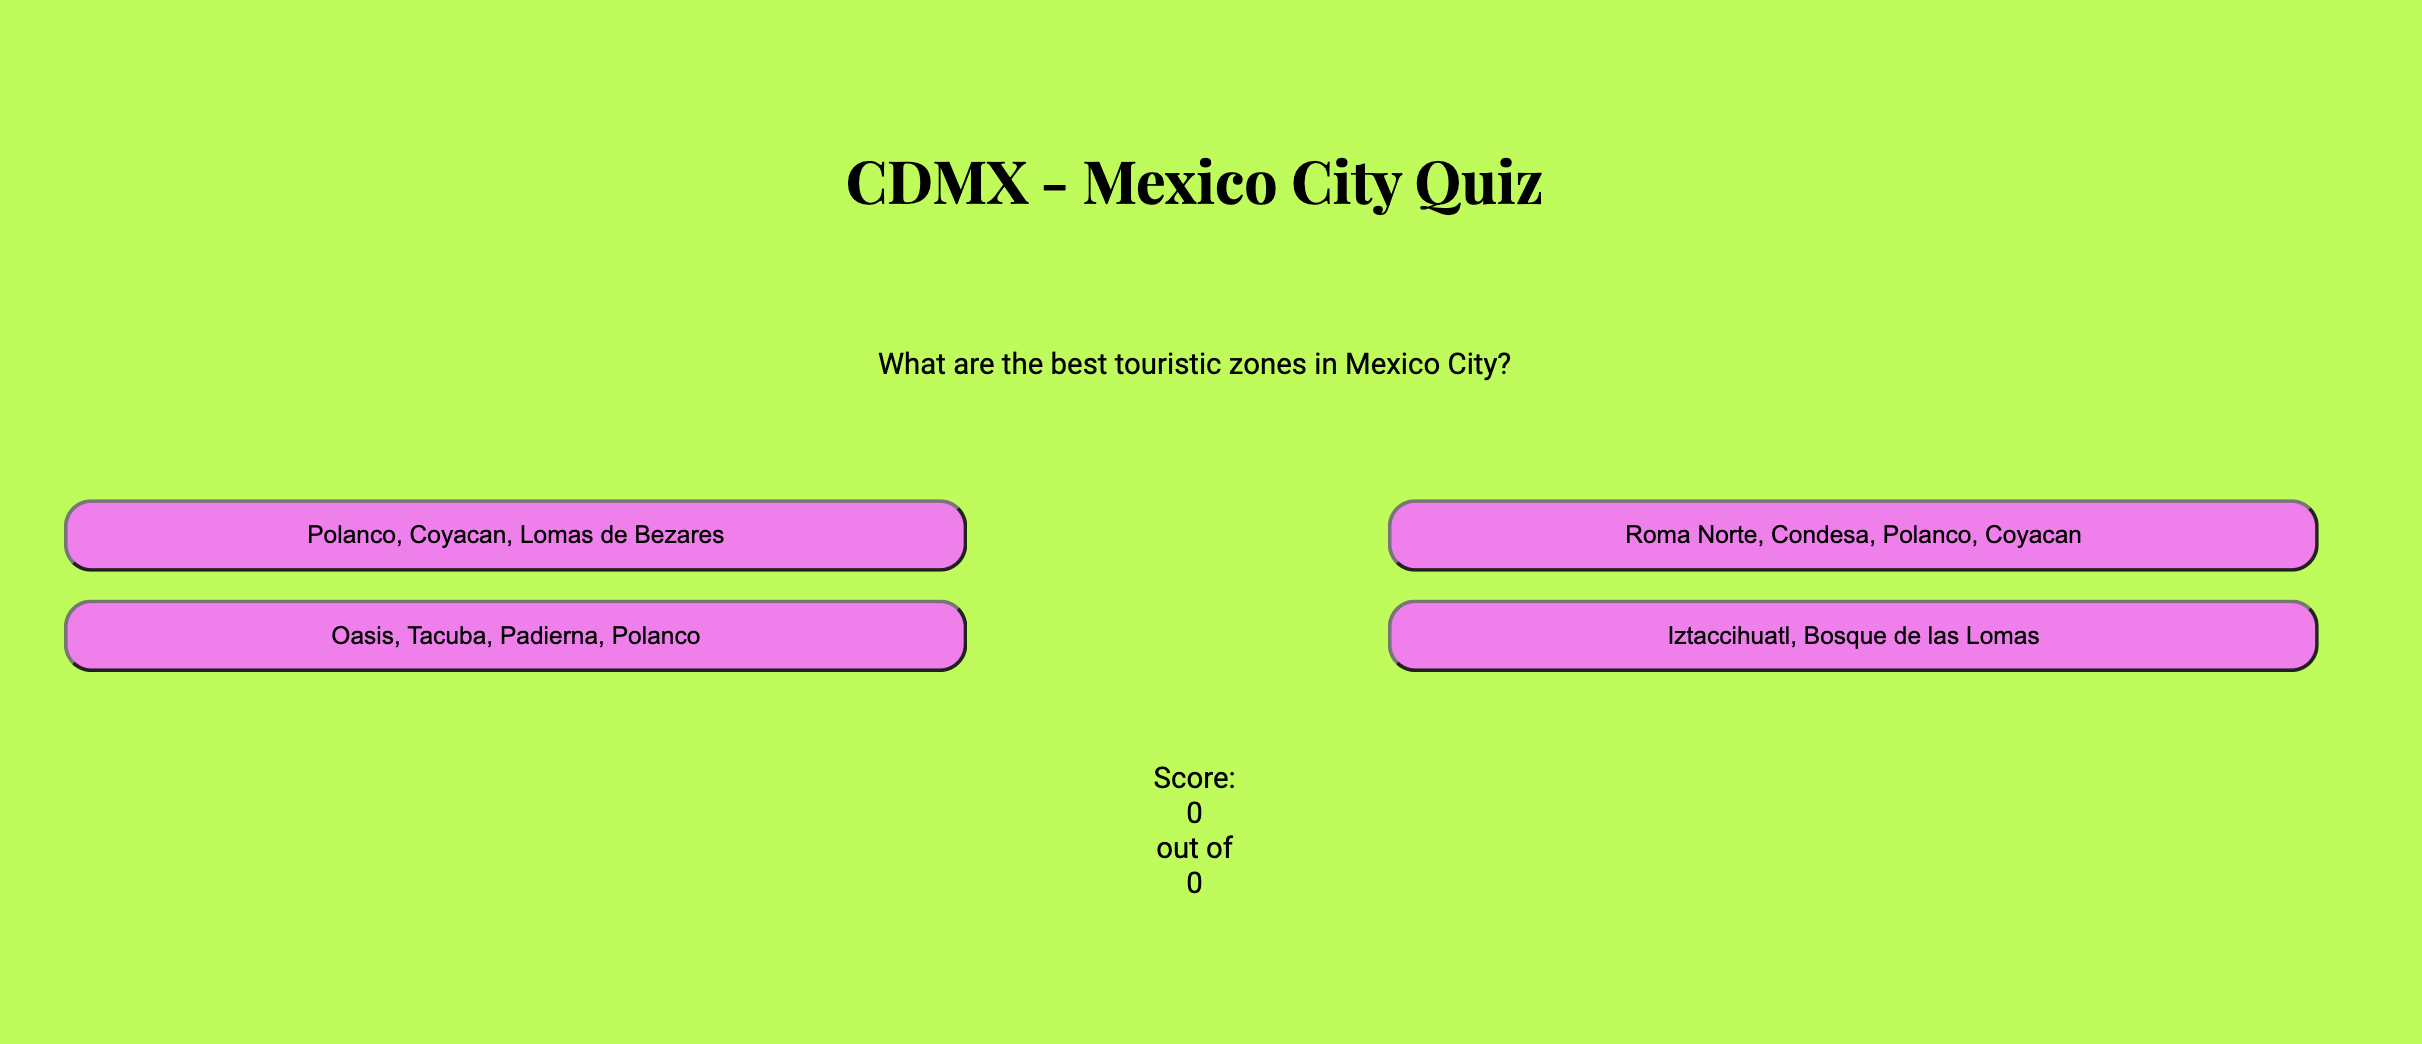 CDMX - Mexico City Quiz
What are the best touristic zones in Mexico City?
Polanco, Coyacan, Lomas de Bezares
Roma Norte, Condesa, Polanco, Coyacan
Oasis, Tacuba, Padierna, Polanco
Iztaccihuatl, Bosque de las Lomas
Score:
0
out of
0